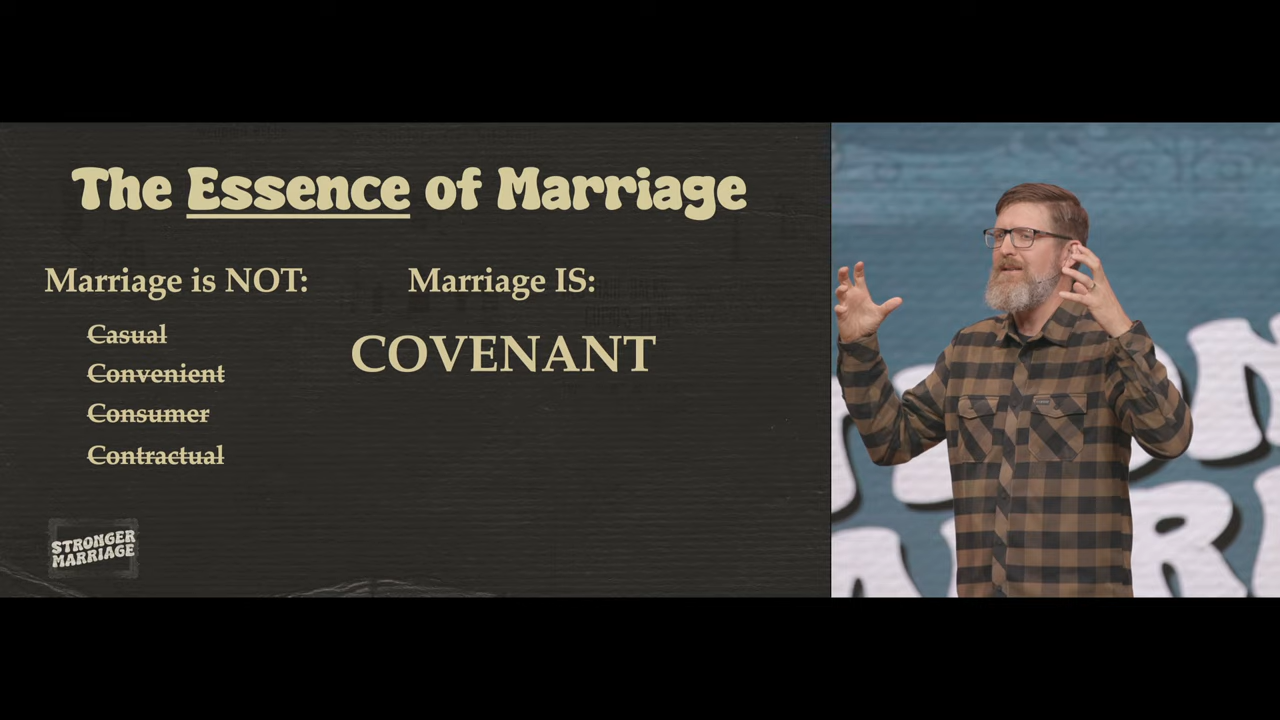 The Essence of Marriage
Marriage is NOT:
Casual
Convenient
Consumer
Contractual
Marriage IS:
COVENANT
STRONGER
MARRIAGE